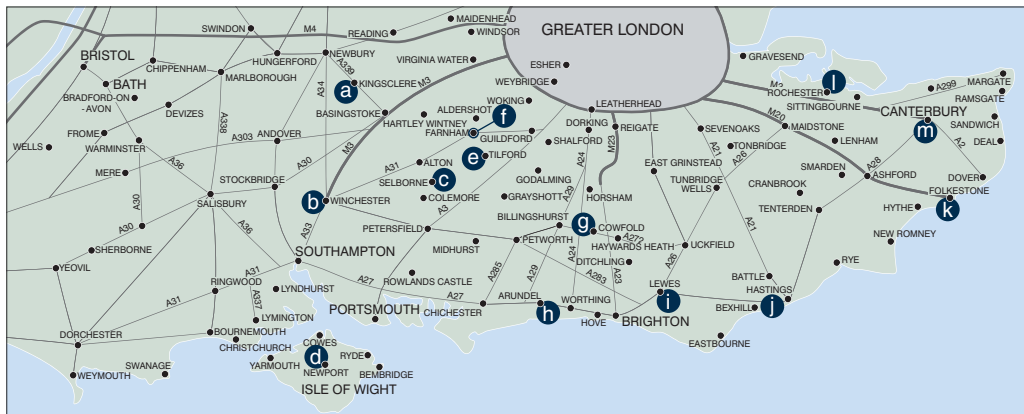 GREATER LONDON
SWINDON
M4
READING
MAIDENHEAD
WINDSOR
BRISTOL
CHIPPENHAM
HUNGERFORD
NEWBURY
VIRGINIA WATER
ESHER
GRAVESEND
BATH
MARLBOROUGH
A339
KINGSCLERE
M3
WEYBRIDGE
l
MARGATE
a
A34
A299
BRADFORD-ON
-AVON
DEVIZES
A338
BASINGSTOKE
WOKING
ROCHESTER
SITTINGBOURNE
RAMSGATE
f
ALDERSHOT
LEATHERHEAD
CANTERBURY
HARTLEY WINTNEY
M20
FROME
A303
ANDOVER
FARNHAM
GUILDFORD
DORKING
REIGATE
SEVENOAKS
MAIDSTONE
m
SANDWICH
WELLS
WARMINSTER
M3
A31
e
TILFORD
SHALFORD
A24
M23
A21
TONBRIDGE
A26
LENHAM
A2
DEAL
A36
A30
ALTON
MERE
STOCKBRIDGE
SELBORNE
c
GODALMING
EAST GRINSTEAD
SMARDEN
A28
ASHFORD
DOVER
TUNBRIDGE
WELLS
CRANBROOK
FOLKESTONE
A30
SALISBURY
b
WINCHESTER
COLEMORE
GRAYSHOTT
A29
HORSHAM
k
A3
BILLINGSHURST
g
COWFOLD
TENTERDEN
HYTHE
A30
A36
A33
PETERSFIELD
A272
A21
NEW ROMNEY
SHERBORNE
SOUTHAMPTON
MIDHURST
PETWORTH
HAYWARDS HEATH
UCKFIELD
A24
DITCHLING
RYE
YEOVIL
RINGWOOD
A31
A27
ROWLANDS CASTLE
A285
A29
A283
A23
A26
BATTLE
A31
A337
LYNDHURST
A27
ARUNDEL
LEWES
HASTINGS
PORTSMOUTH
CHICHESTER
h
WORTHING
i
BEXHILL
j
DORCHESTER
BOURNEMOUTH
LYMINGTON
HOVE
BRIGHTON
CHRISTCHURCH
COWES
EASTBOURNE
d
RYDE
YARMOUTH
NEWPORT
WEYMOUTH
SWANAGE
BEMBRIDGE
ISLE OF WIGHT